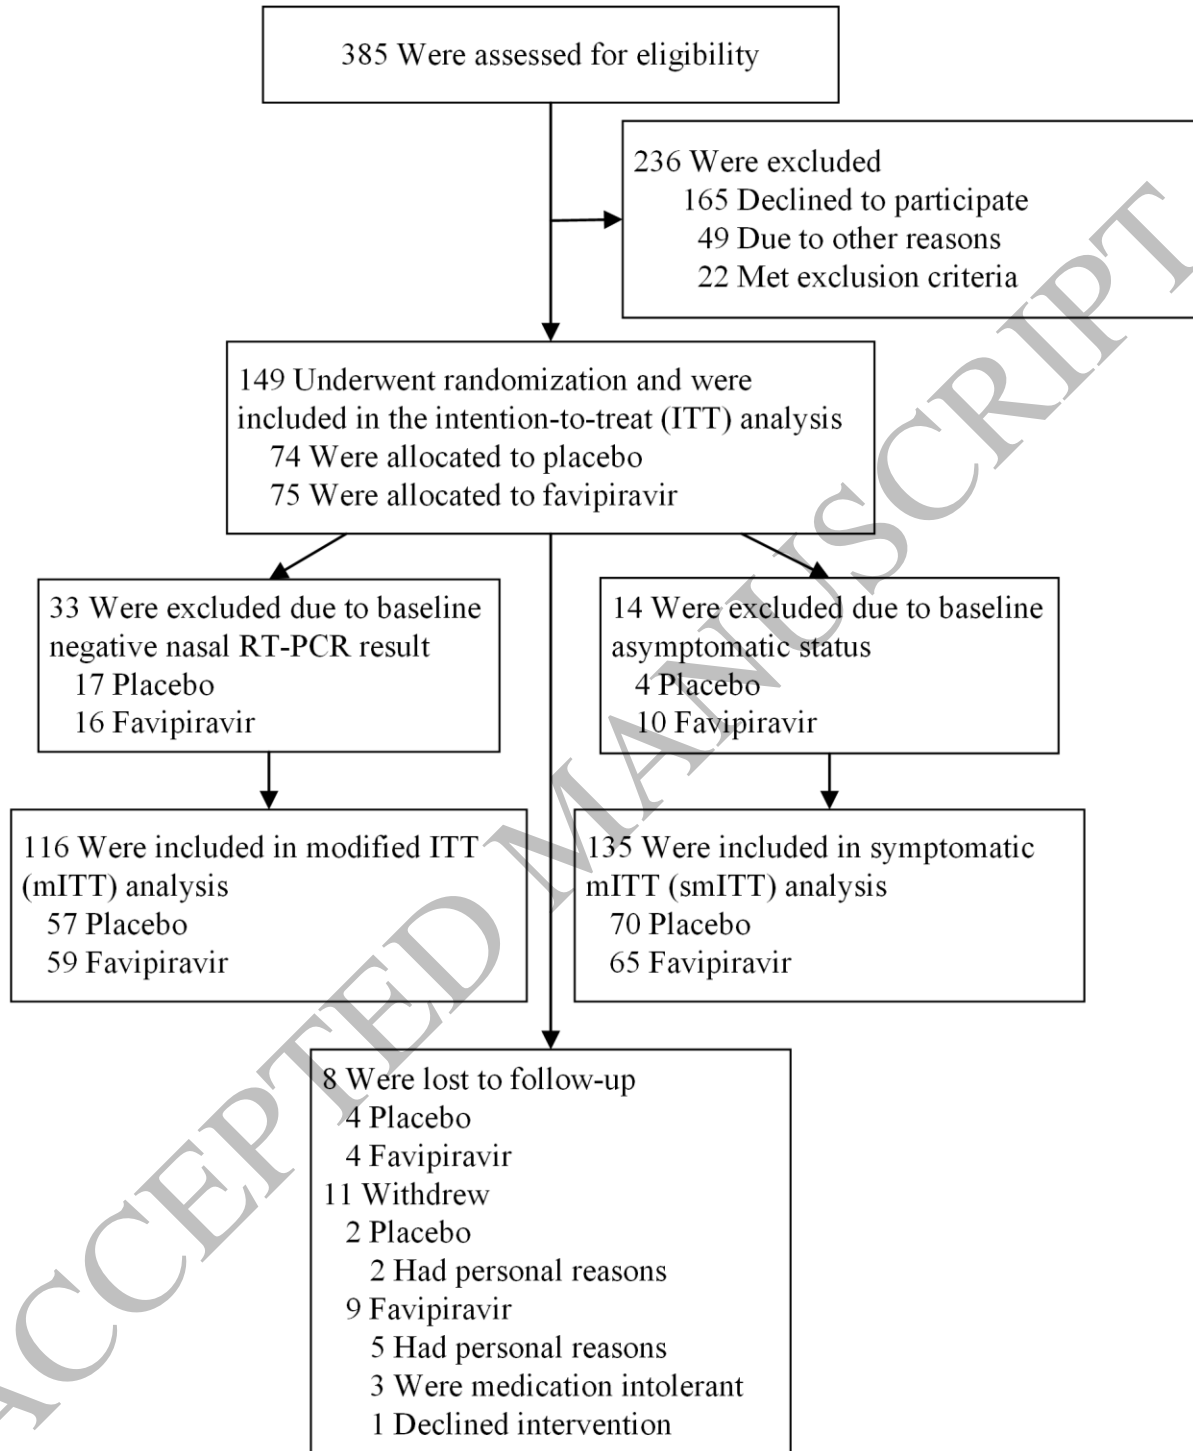 385 Were assessed for eligibility
236 Were excluded
165 Declined to participate
49 Due to other reasons
22 Met exclusion criteria
149 Underwent randomization and were
included in the intention-to-treat (ITT) analysis
74 Were allocated to placebo
75 Were allocated to favipiravir
33 Were excluded due to baseline
negative nasal RT-PCR result
17 Placebo
16 Favipiravir
14 Were excluded due to baseline
asymptomatic status
4 Placebo
10 Favipiravir
116 Were included in modified ITT
(mITT) analysis
57 Placebo
59 Favipiravir
135 Were included in symptomatic
mITT (smITT) analysis
70 Placebo
65 Favipiravir
8 Were lost to follow-up
4 Placebo
4 Favipiravir
11 Withdrew
2 Placebo
2 Had personal reasons
9 Favipiravir
5 Had personal reasons
3 Were medication intolerant
1 Declined intervention
ACCEPTED MANUSCRIPT